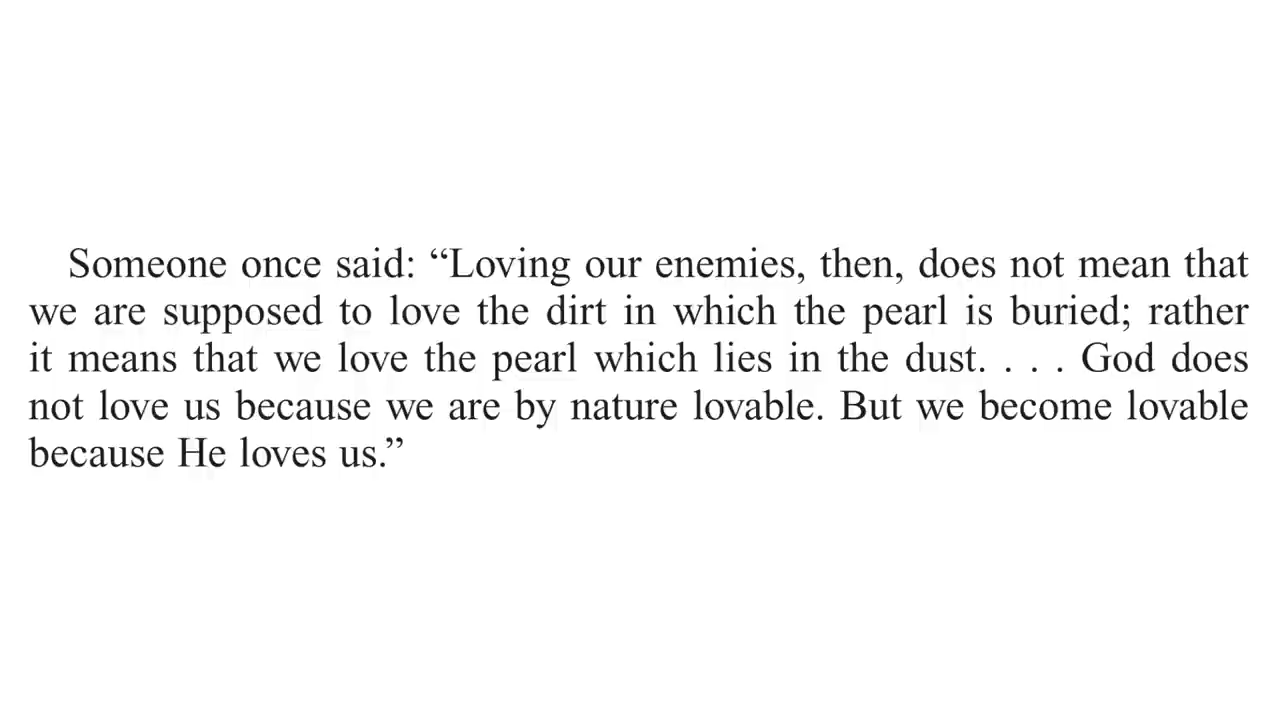 Someone once said: “Loving our enemies, then, does not mean that
we are supposed to love the dirt in which the pearl is buried; rather
it means that we love the pearl which lies in the dust. . . . God does
not love us because we are by nature lovable. But we become lovable
because He loves us.”